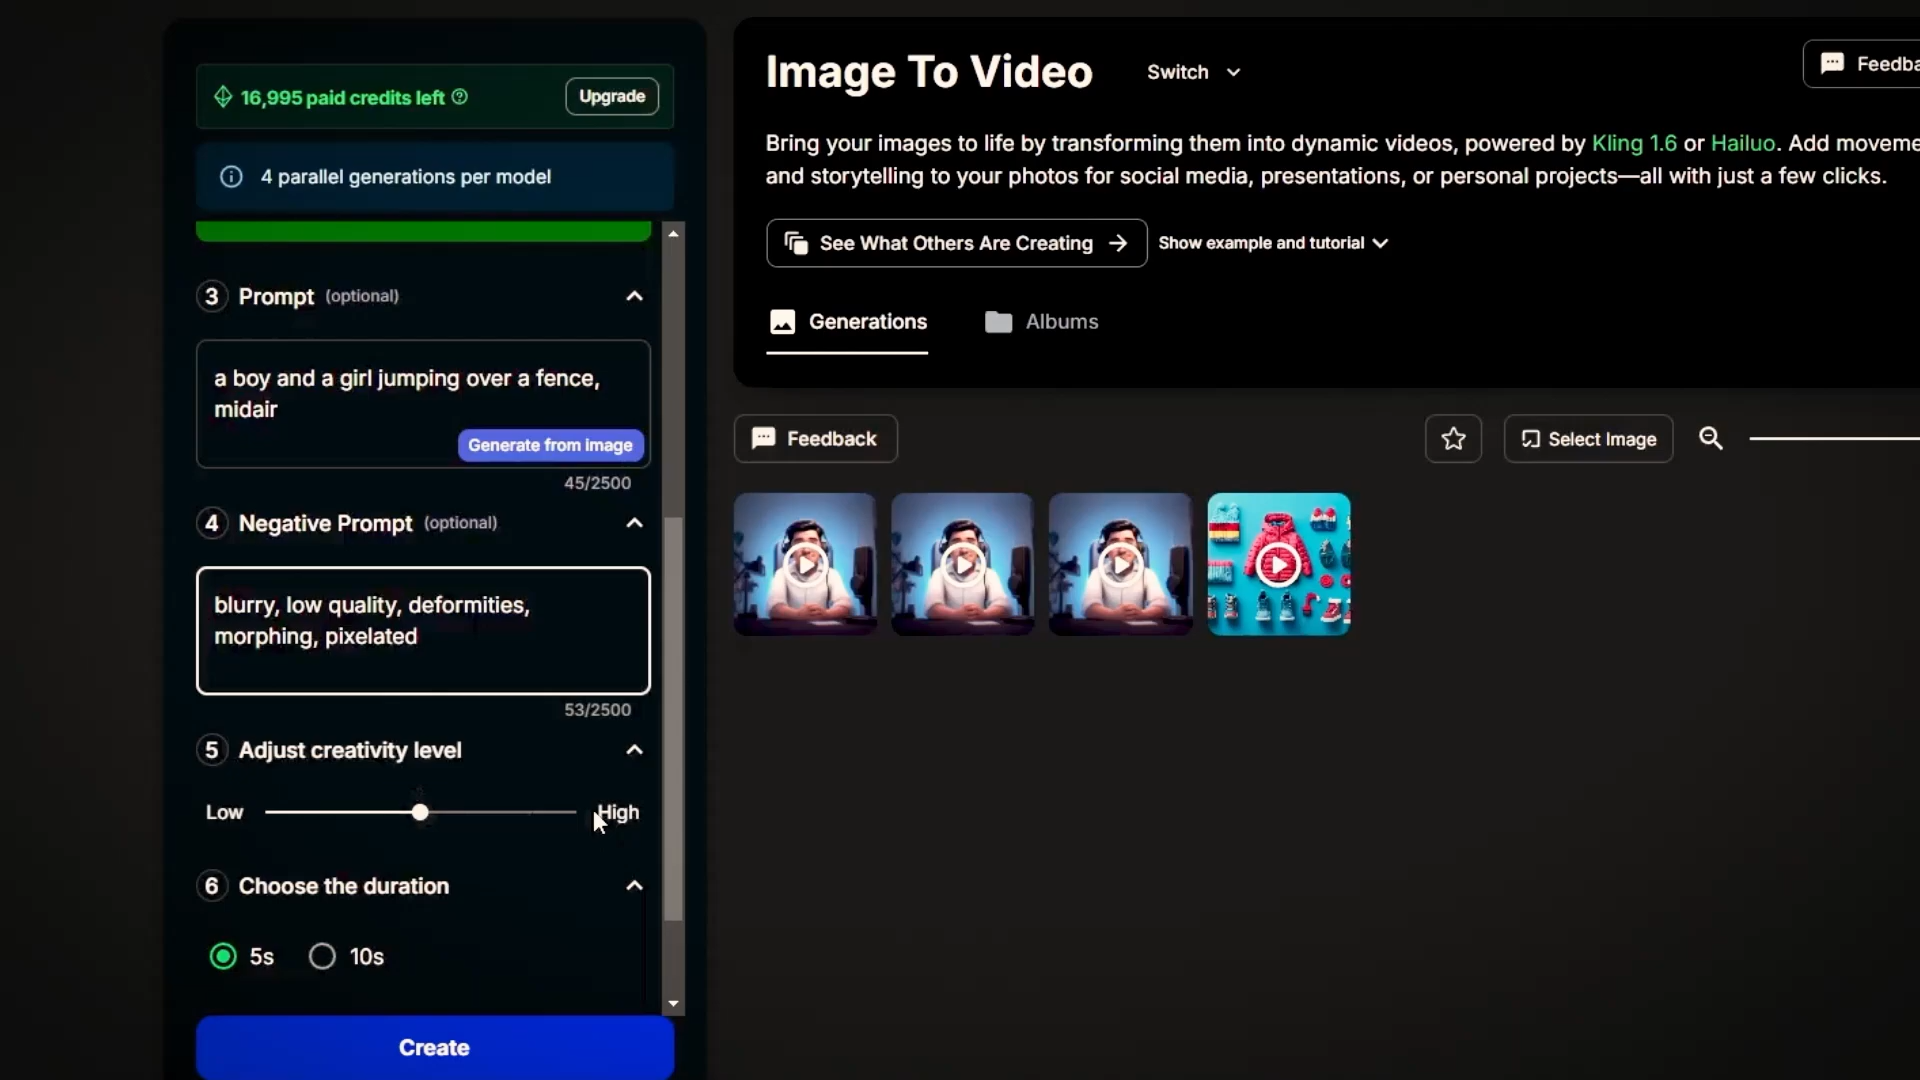 16,995 paid credits left
Upgrade
4 parallel generations per model
3 Prompt (optional)
a boy and a girl jumping over a fence,
midair
Generate from image
45/2500
4 Negative Prompt (optional)
blurry, low quality, deformities,
morphing, pixelated
53/2500
5 Adjust creativity level
Low High
6 Choose the duration
5s 10s
Create
Image To Video
Switch
Feedba
Bring your images to life by transforming them into dynamic videos, powered by Kling 1.6 or Hailuo. Add moveme
and storytelling to your photos for social media, presentations, or personal projects—all with just a few clicks.
See What Others Are Creating
Show example and tutorial
Generations
Albums
Feedback
Select Image